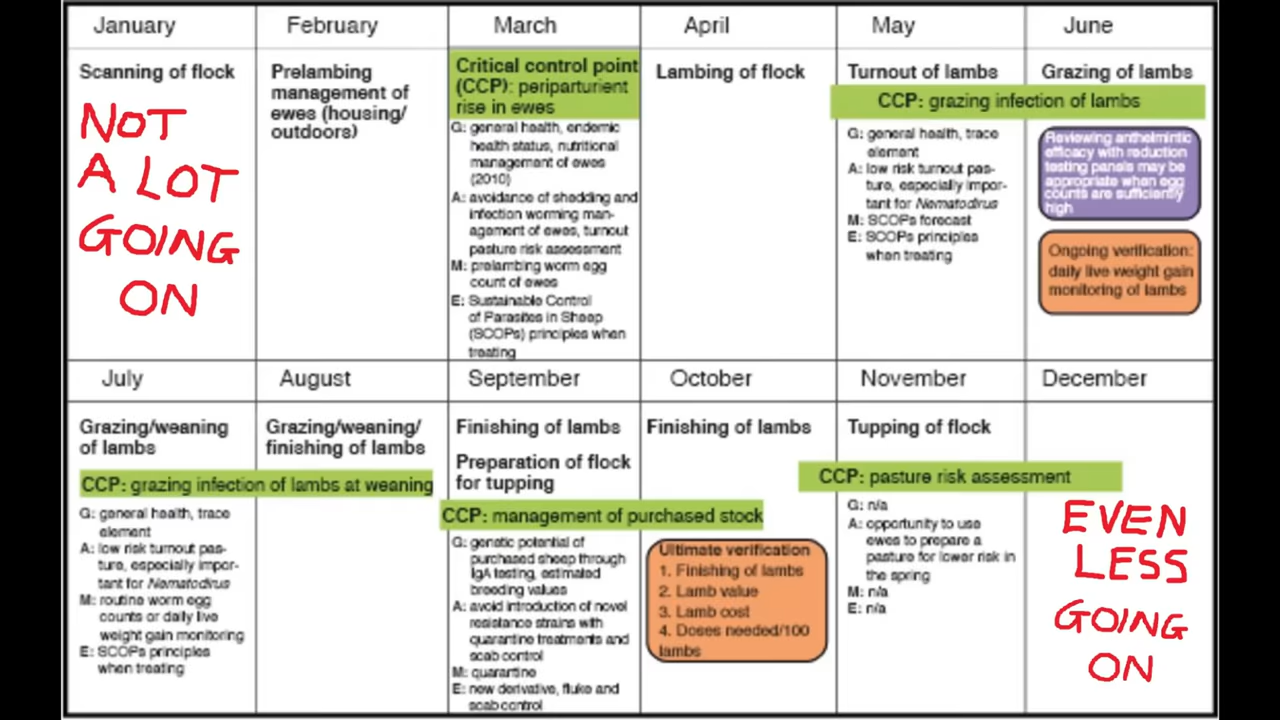 January
February
March
April
May
June
Scanning of flock
NOT
A LOT
GOING
ON
Prelambing
management of
ewes (housing/
outdoors)
Critical control point
(CCP): periparturient
rise in ewes
G: general health, endemic
health status, nutritional
management of ewes
(2010)
A: avoidance of shedding and
infection worming man-
agement of ewes, turnout
pasture risk assessment
M: prelambing worm egg
count of ewes
E: Sustainable Control
of Parasites in Sheep
(SCOPs) principles when
treating
Lambing of flock
Turnout of lambs
Grazing of lambs
CCP: grazing infection of lambs
G: general health, trace
element
A: low risk turnout pas-
ture, especially impor-
tant for Nematodirus
M: SCOPs forecast
E: SCOPs principles
when treating
Reviewing anthelmintic
efficacy with reduction
testing panels may be
appropriate when egg
counts are sufficiently
high
Ongoing verification:
daily live weight gain
monitoring of lambs
July
August
September
October
November
December
Grazing/weaning
of lambs
Grazing/weaning/
finishing of lambs
CCP: grazing infection of lambs at weaning
G: general health, trace
element
A: low risk turnout pas-
ture, especially impor-
tant for Nematodirus
M: routine worm egg
counts or daily live
weight gain monitoring
E: SCOPs principles
when treating
Finishing of lambs
Preparation of flock
for tupping
Finishing of lambs
CCP: management of purchased stock
G: genetic potential of
purchased sheep through
IgA testing, estimated
breeding values
A: avoid introduction of novel
resistance strains with
quarantine treatments and
scab control
M: quarantine
E: new derivative, fluke and
scab control
Ultimate verification
1. Finishing of lambs
2. Lamb value
3. Lamb cost
4. Doses needed/100
lambs
Tupping of flock
CCP: pasture risk assessment
G: n/a
A: opportunity to use
ewes to prepare a
pasture for lower risk in
the spring
M: n/a
E: n/a
EVEN
LESS
GOING
ON